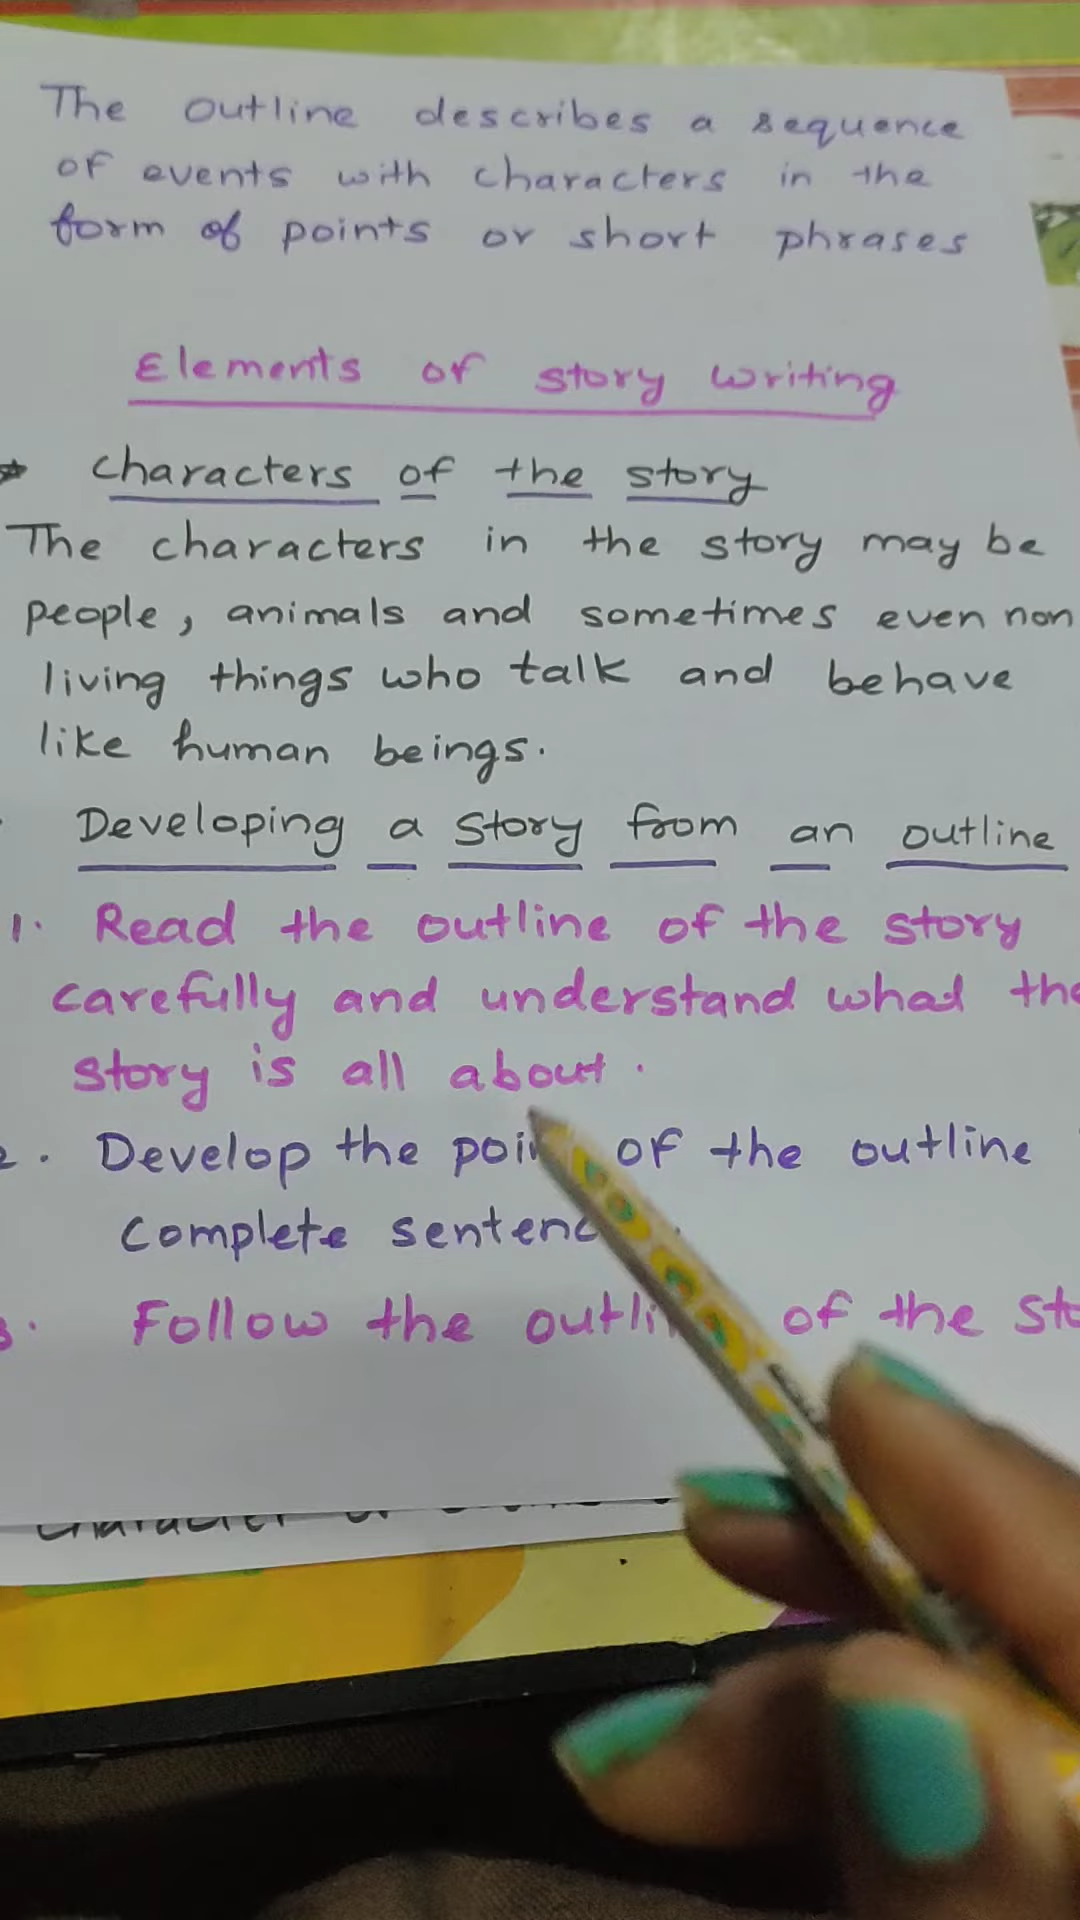 The outline describes a sequence
of events with characters in the
form of points or short phrases
Elements of story writing
characters of the story
The characters in the story may be
people, animals and sometimes even non
living things who talk and behave
like human beings.
Developing a story from an outline
1. Read the outline of the story
carefully and understand what the
story is all about.
2. Develop the of the outline
complete
3. Follow the of the
character